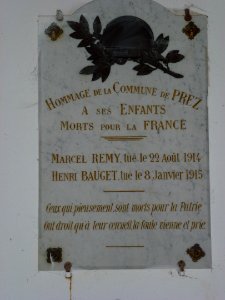 Hommage de la Commune de PREZ
A ses Enfants
Morts pour la FRANCE
Marcel REMY, tué le 22 Août 1914
Henri BAUGET, tué le 8 Janvier 1915
Ceux qui pieusement sont morts pour la Patrie
Ont droit qu'à leur cercueil la foule vienne et prie